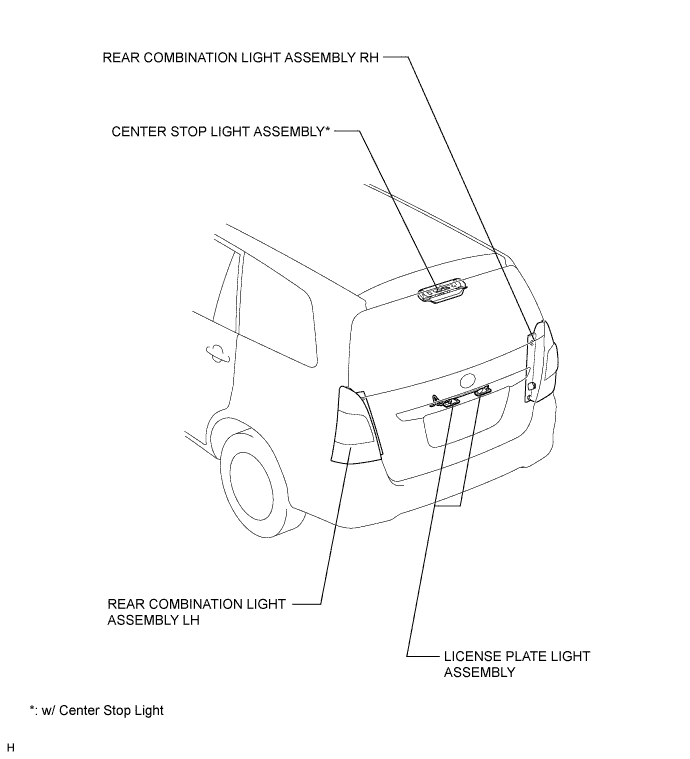 REAR COMBINATION LIGHT ASSEMBLY RH
CENTER STOP LIGHT ASSEMBLY*
REAR COMBINATION LIGHT
ASSEMBLY LH
LICENSE PLATE LIGHT
ASSEMBLY
*: w/ Center Stop Light
H